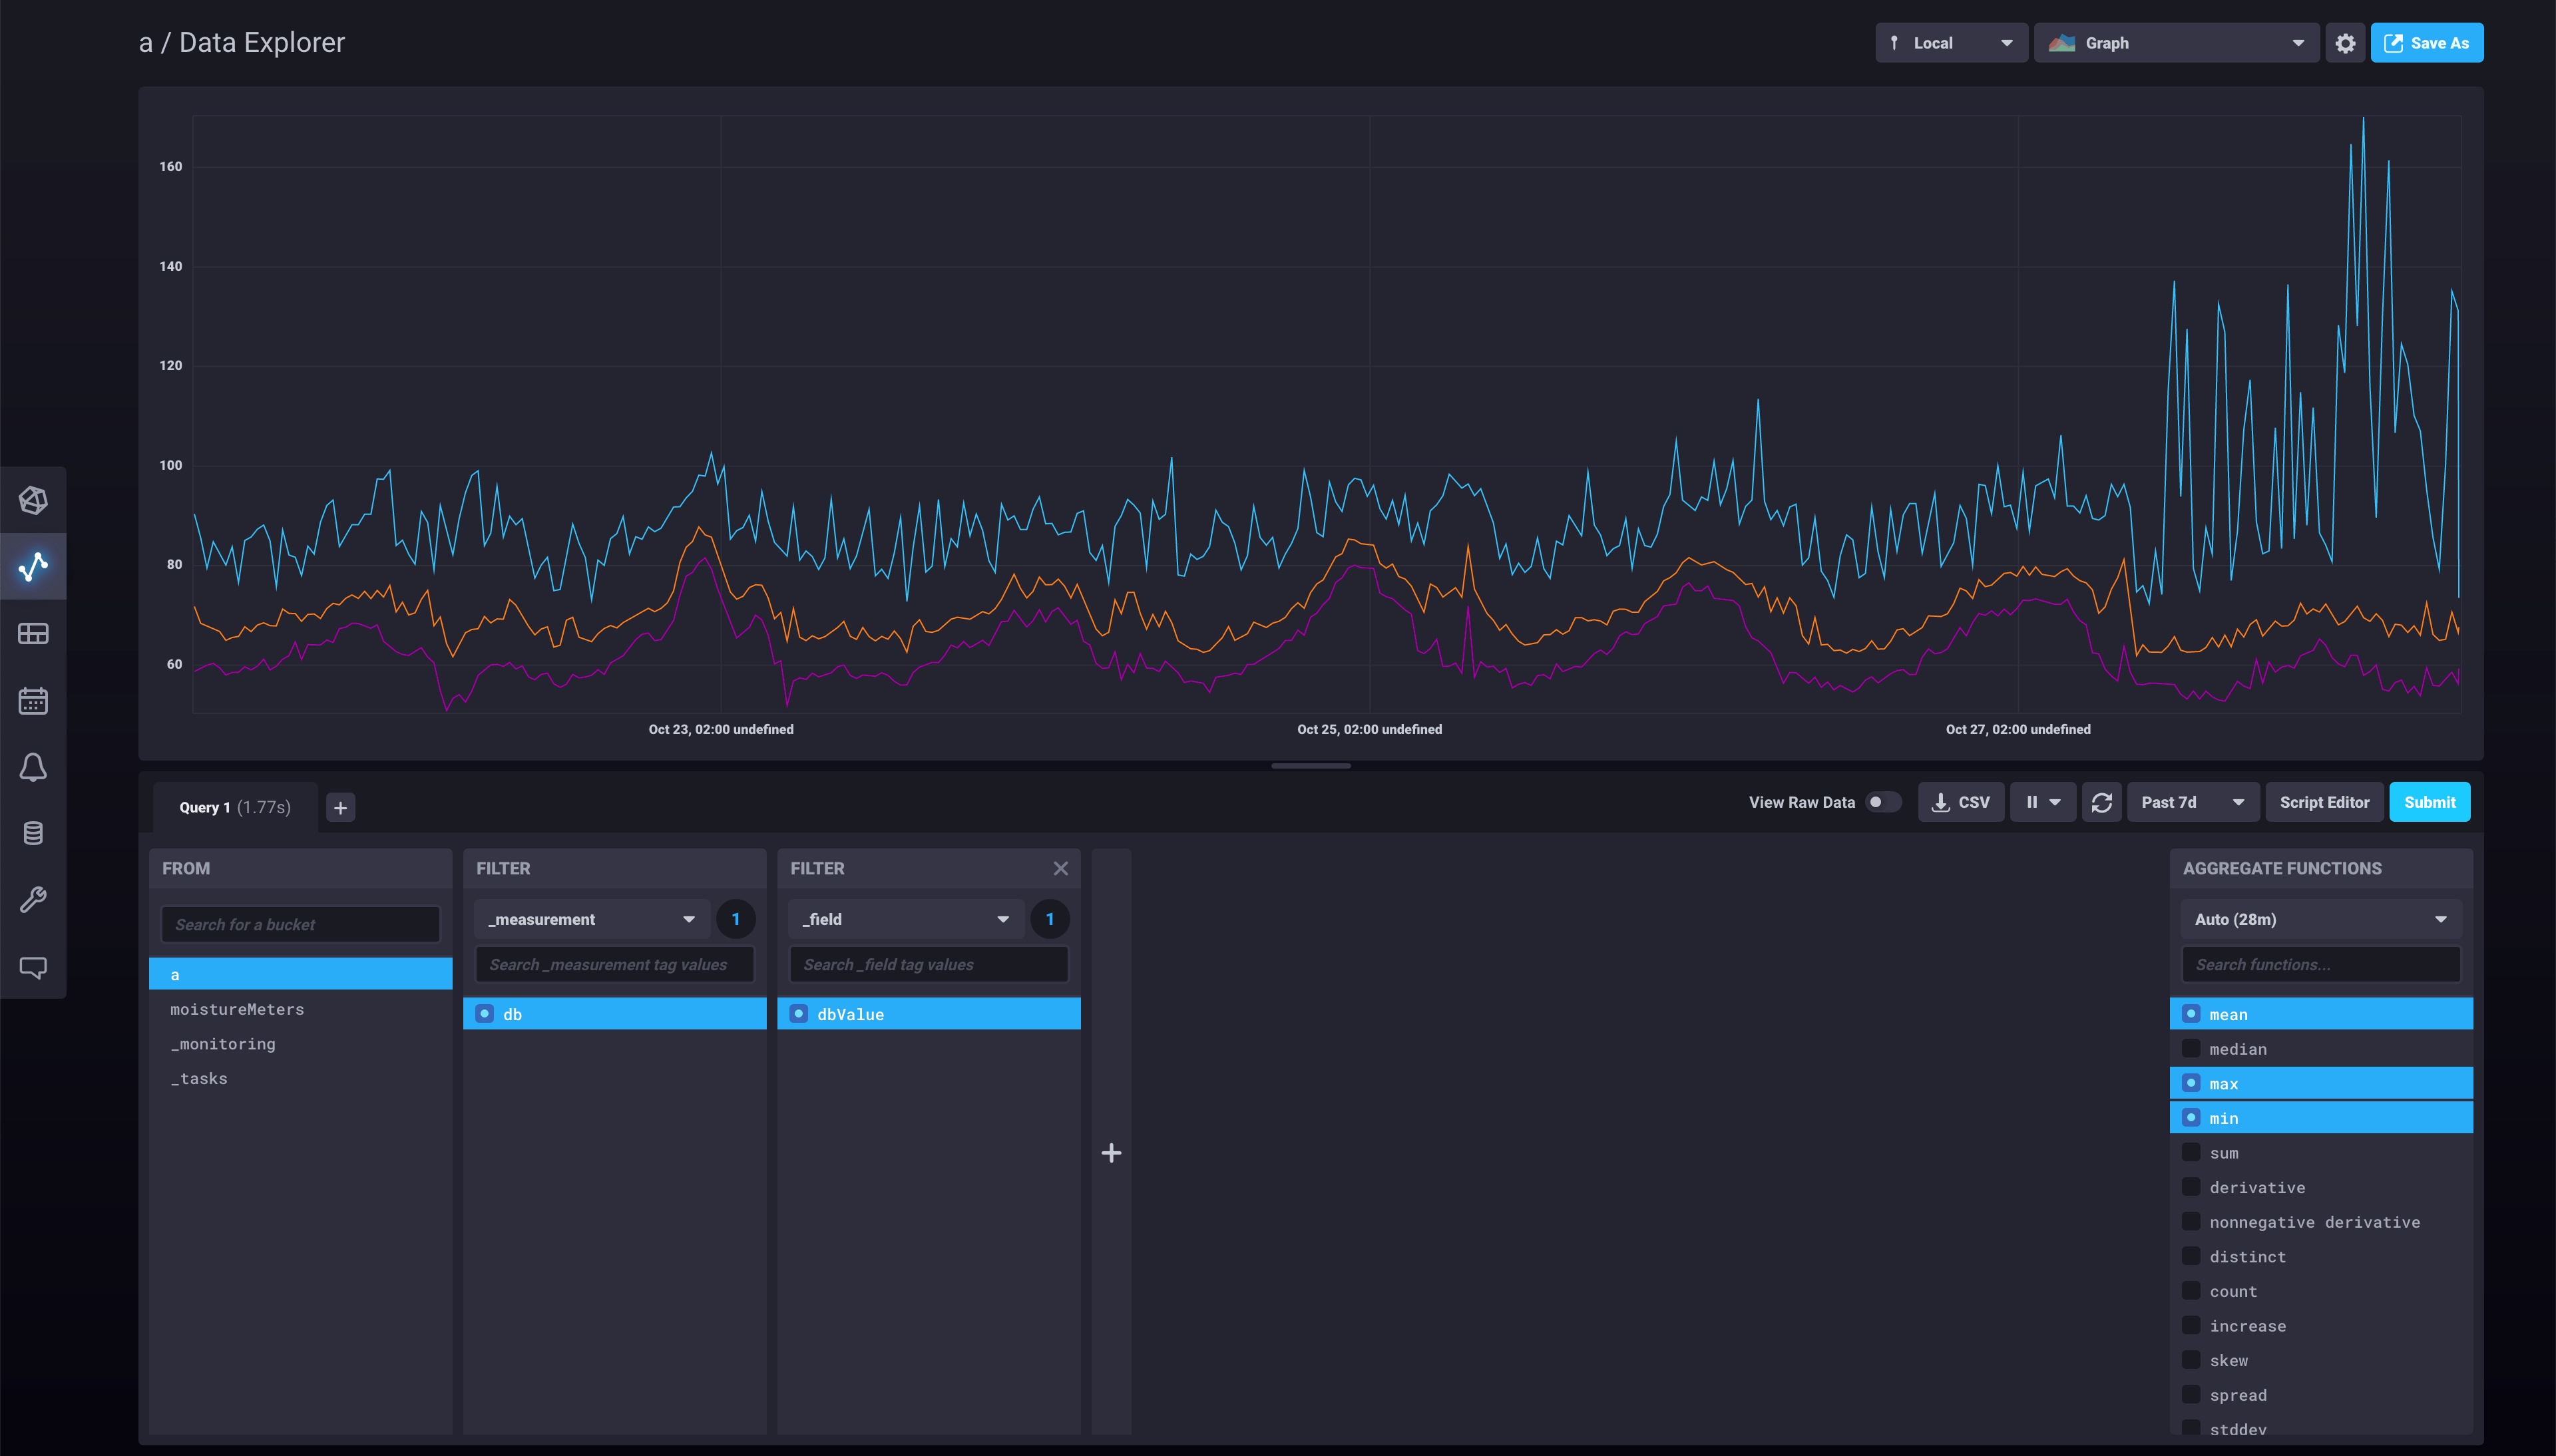 a / Data Explorer
Local
Graph
Save As
160
140
120
100
80
60
Oct 23, 02:00 undefined
Oct 25, 02:00 undefined
Oct 27, 02:00 undefined
Query 1 (1.77s)
View Raw Data
CSV
Past 7d
Script Editor
Submit
FROM
Search for a bucket
a
moistureMeters
_monitoring
_tasks
FILTER
_measurement
1
Search _measurement tag values
db
FILTER
_field
1
Search _field tag values
dbValue
AGGREGATE FUNCTIONS
Auto (28m)
Search functions...
mean
median
max
min
sum
derivative
nonnegative derivative
distinct
count
increase
skew
spread
stddev